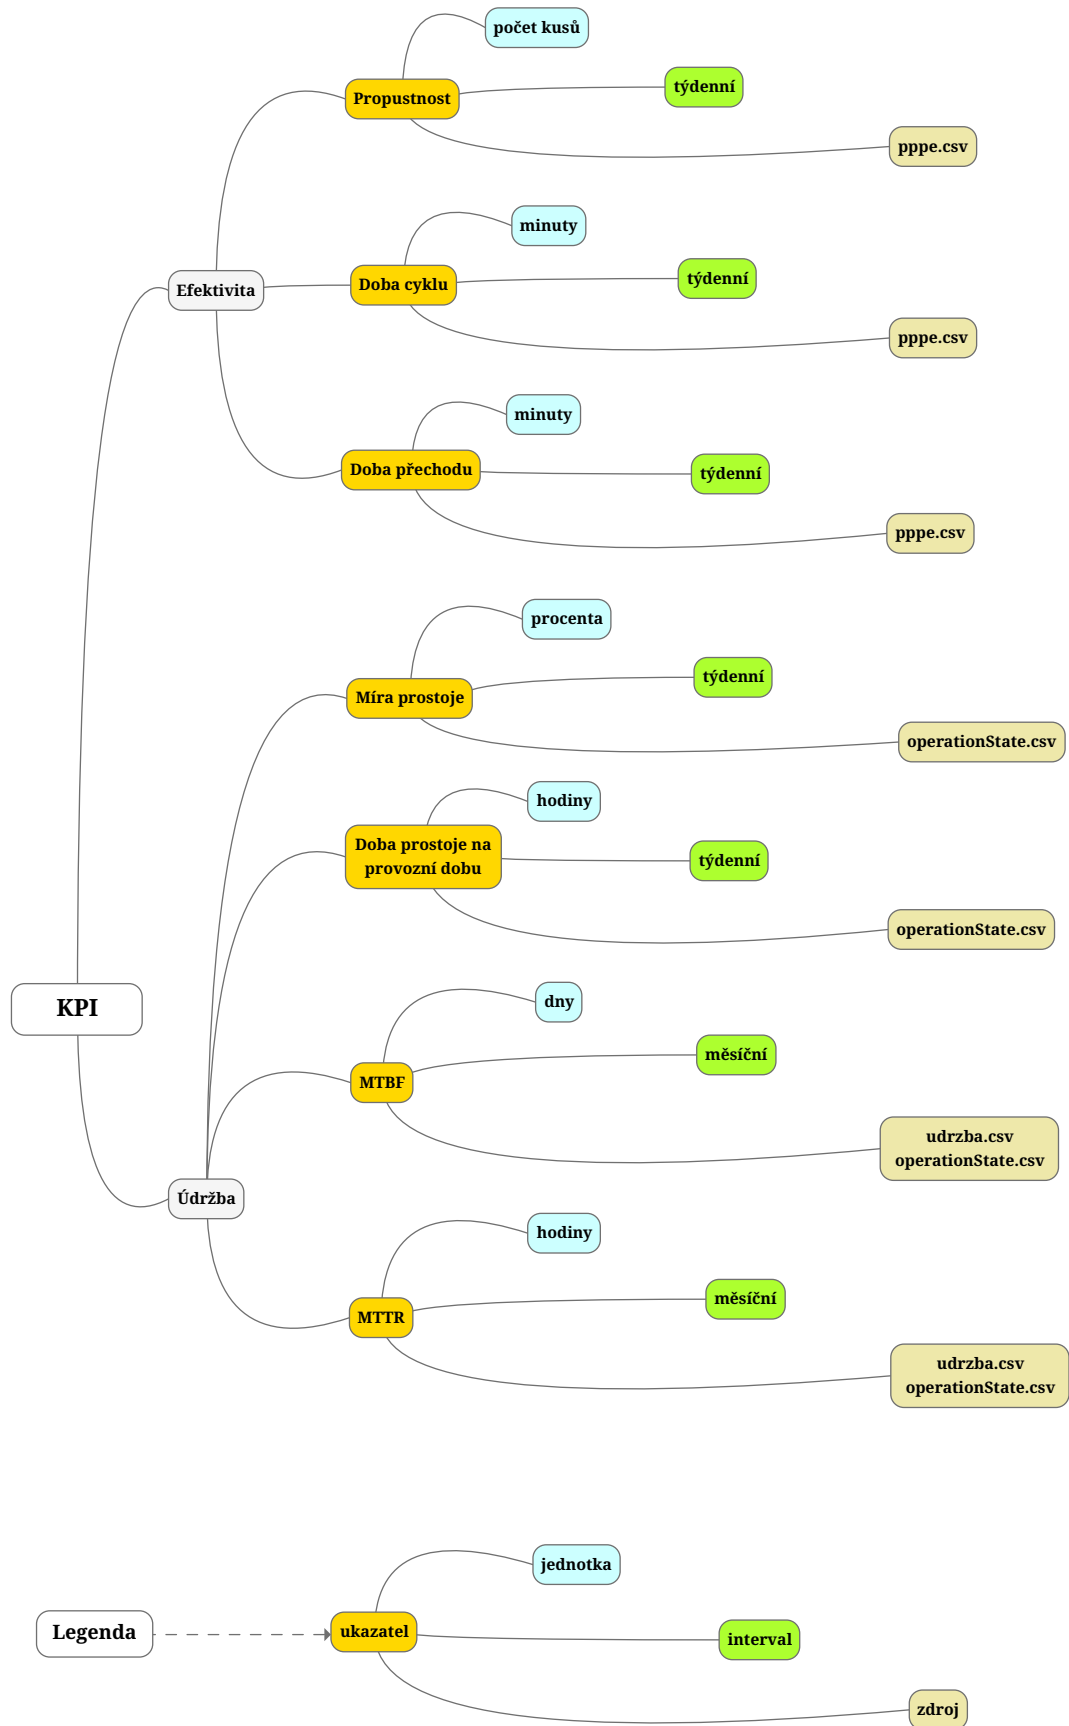 počet kusů
Propustnost
týdenní
pppe.csv
minuty
Efektivita
Doba cyklu
týdenní
pppe.csv
minuty
Doba přechodu
týdenní
pppe.csv
procenta
Míra prostoje
týdenní
operationState.csv
hodiny
Doba prostoje na
provozní dobu
týdenní
operationState.csv
KPI
dny
MTBF
měsíční
udrzba.csv
operationState.csv
Údržba
hodiny
MTTR
měsíční
udrzba.csv
operationState.csv
jednotka
Legenda
ukazatel
interval
zdroj